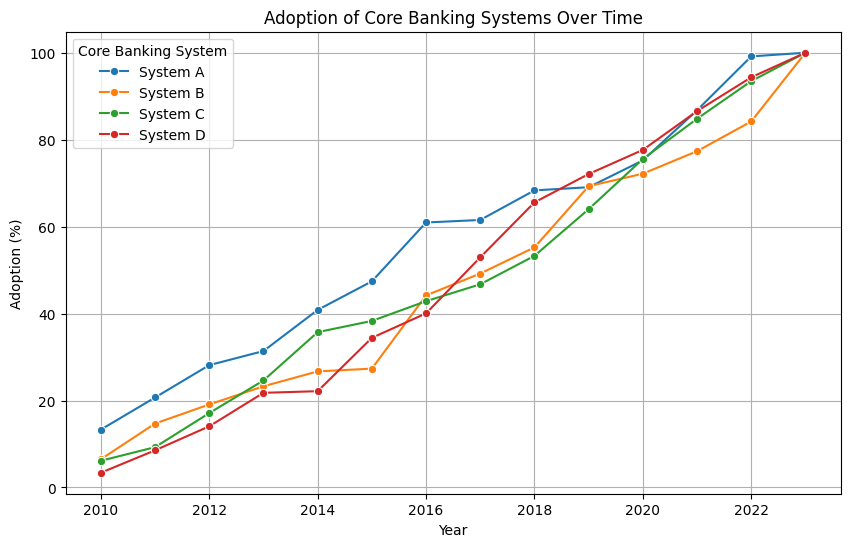 Adoption of Core Banking Systems Over Time
Core Banking System
System A
System B
System C
System D
Adoption (%)
100
80
60
40
20
0
2010 2012 2014 2016 2018 2020 2022
Year